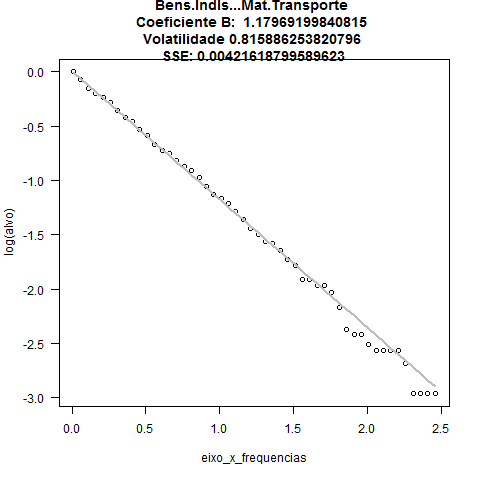 Bens.Indls...Mat.Transporte
Coeficiente B:  1.17969199840815
Volatilidade 0.815886253820796
SSE: 0.00421618799589623
0.0
-0.5
-1.0
-1.5
-2.0
-2.5
-3.0
log(alvo)
0.0
0.5
1.0
1.5
2.0
2.5
eixo_x_frequencias